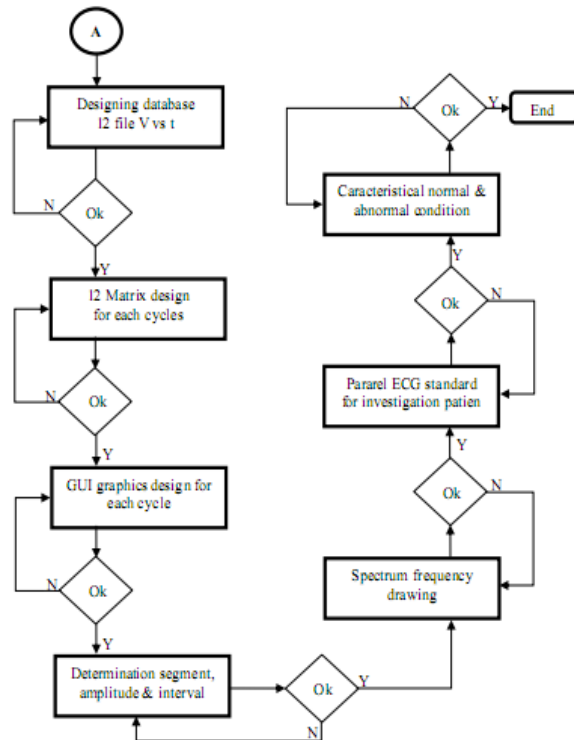 A
Designing database
12 file V vs t
N
Ok
Y
12 Matrix design
for each cycles
N
Ok
Y
GUI graphics design for
each cycle
N
Ok
Y
Determination segment,
amplitude & interval
Ok
Y
N
Spectrum frequency
drawing
Ok
N
Y
Pararel ECG standard
for investigation patien
Ok
N
Y
Caracteristical normal &
abnormal condition
N
Ok
Y
End